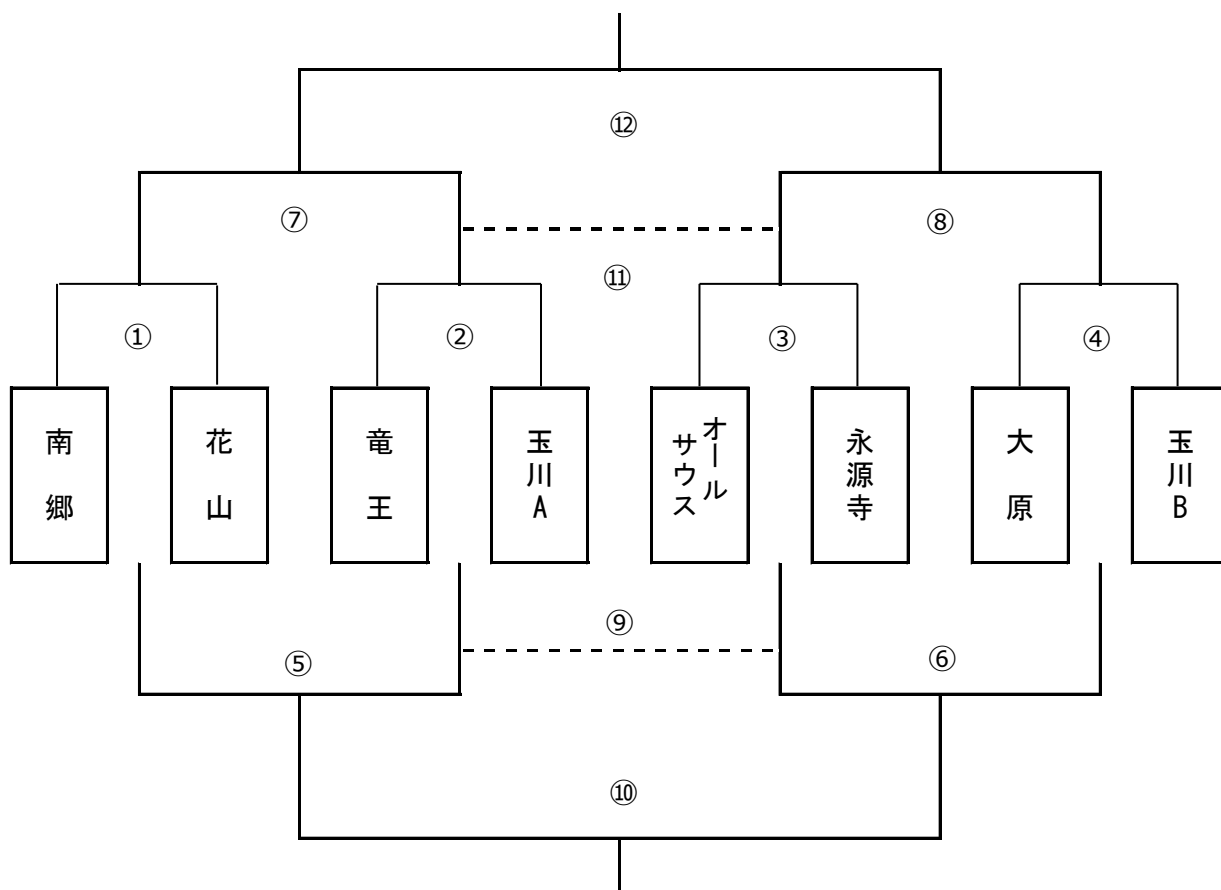 ⑫
⑦
⑧
⑪
①
②
③
④
南郷
花山
竜王
玉川A
オール
サウス
永源寺
大原
玉川B
⑨
⑤
⑥
⑩